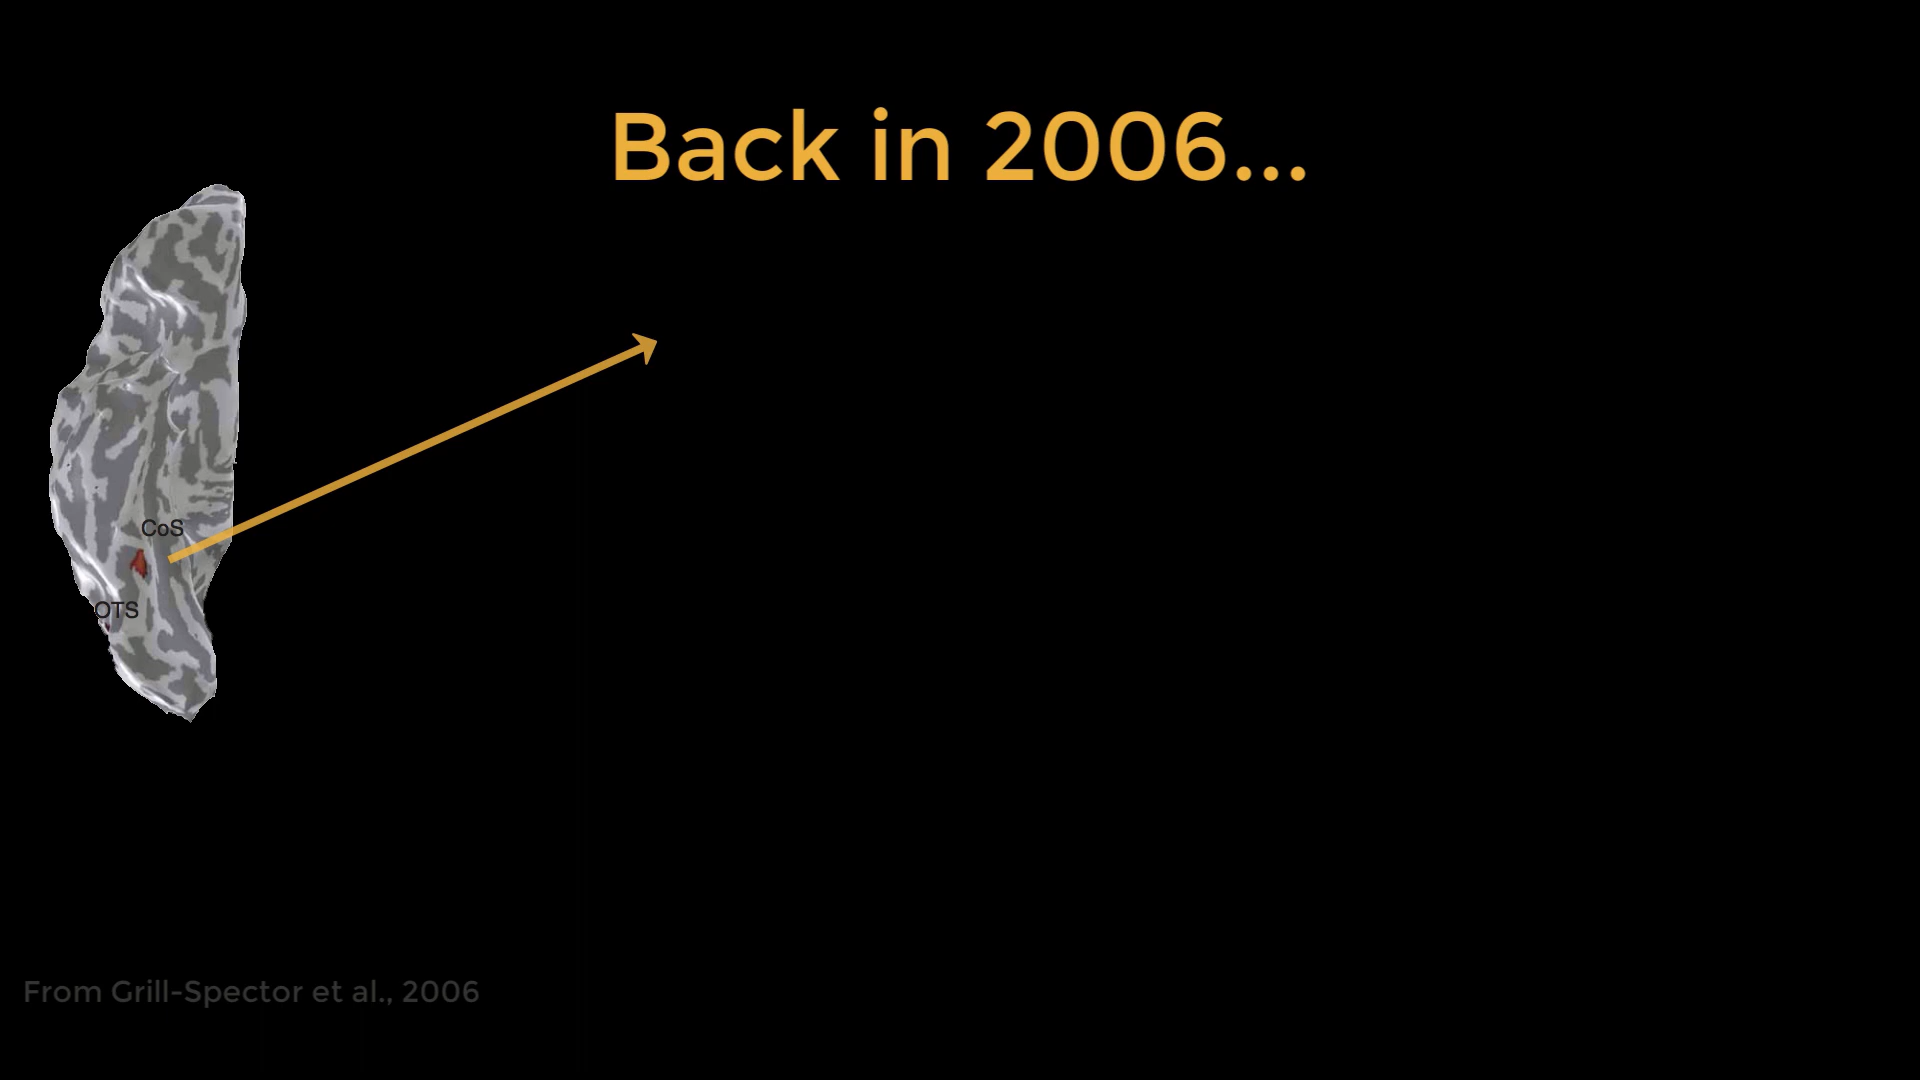 Back in 2006...
CoS
OTS
From Grill-Spector et al., 2006